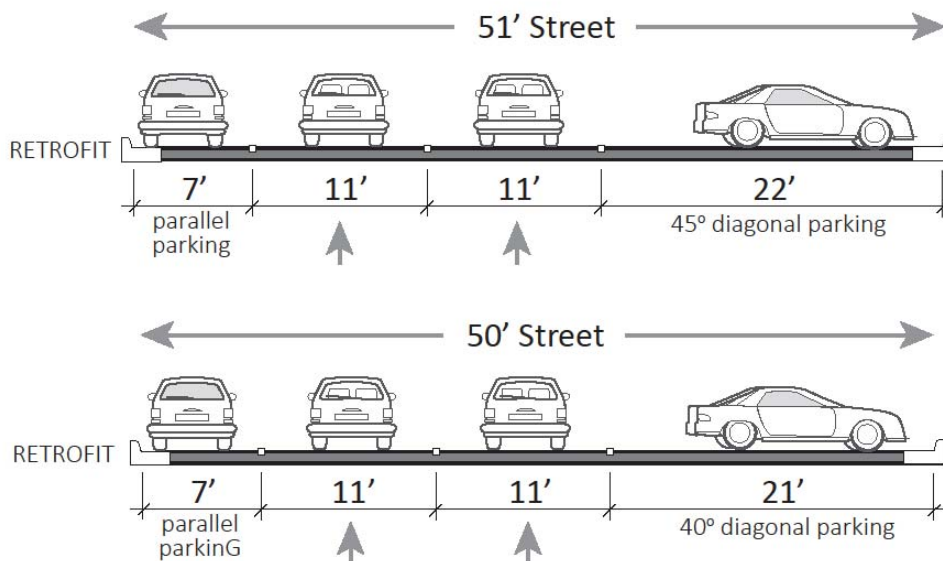 51’ Street
RETROFIT
7’ 11’ 11’ 22’
parallel
parking
45º diagonal parking
50’ Street
RETROFIT
7’ 11’ 11’ 21’
parallel
parkinG
40º diagonal parking